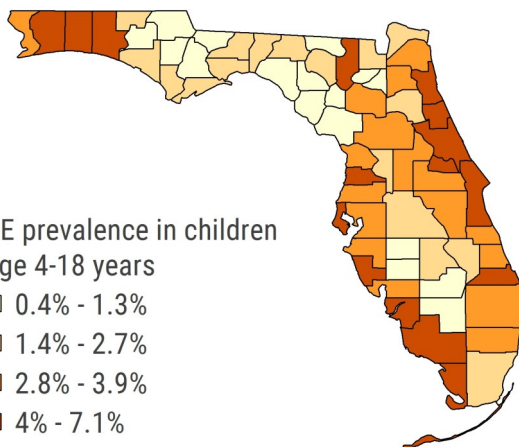 E prevalence in children
ge 4-18 years
0.4% - 1.3%
1.4% - 2.7%
2.8% - 3.9%
4% - 7.1%